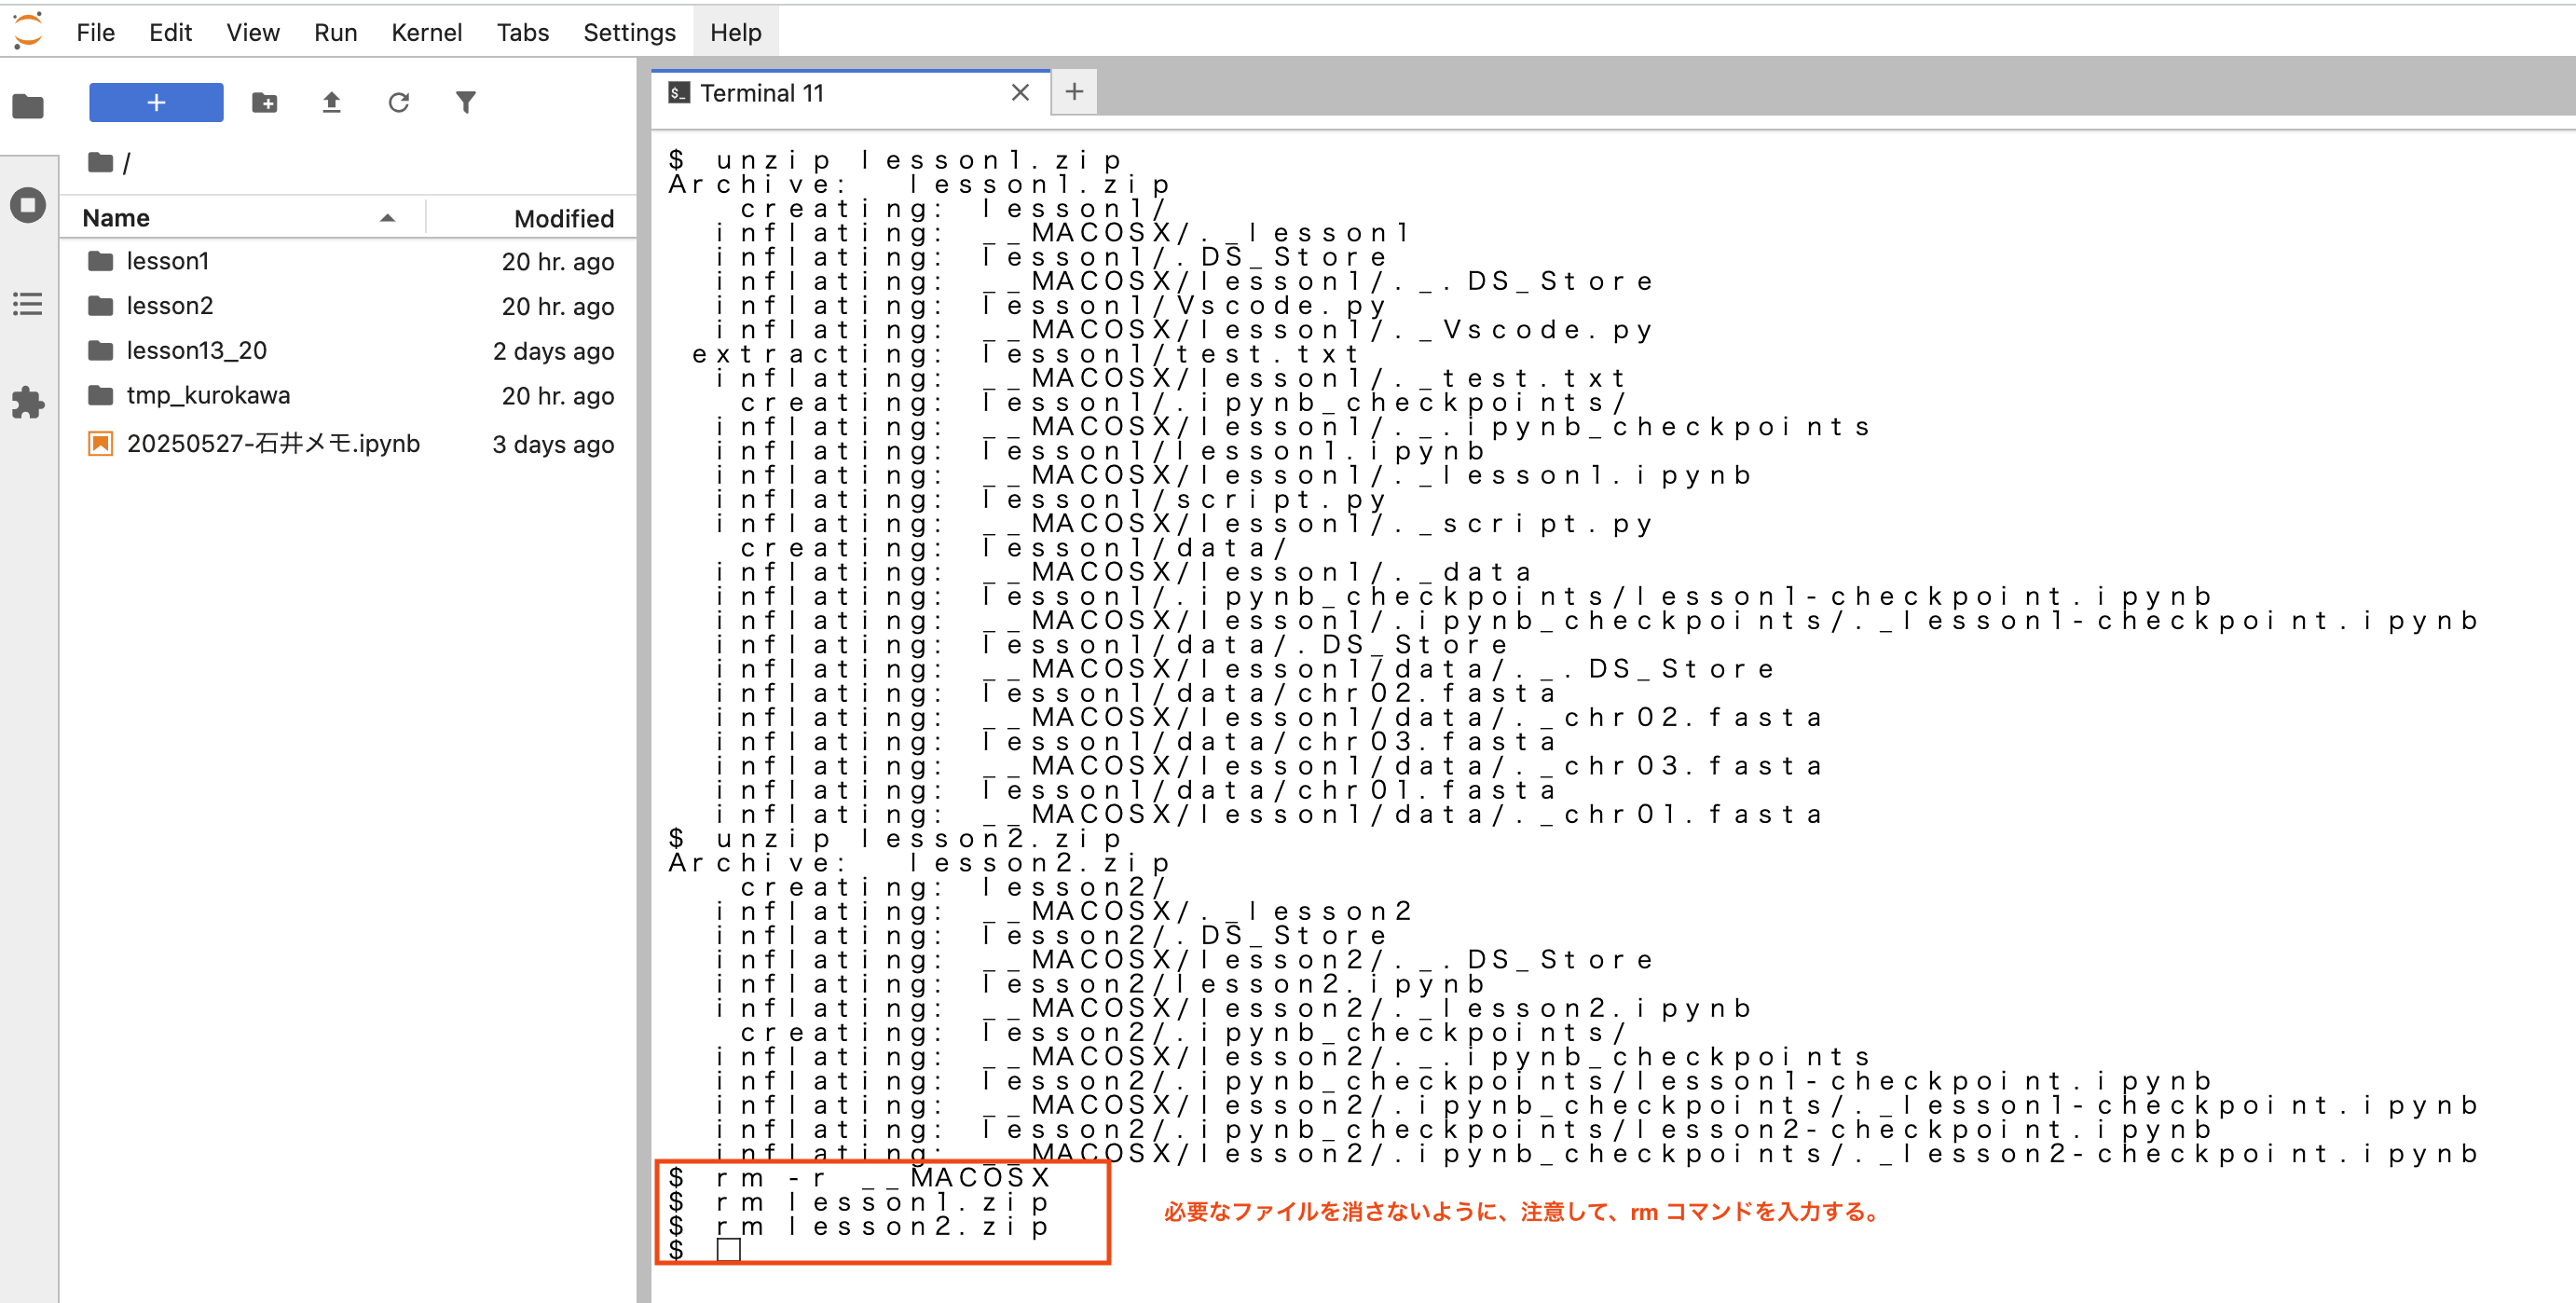 File Edit View Run Kernel Tabs Settings Help
+
/
Name Modified
lesson1 20 hr. ago
lesson2 20 hr. ago
lesson13_20 2 days ago
tmp_kurokawa 20 hr. ago
20250527-石井メモ.ipynb 3 days ago
$_ Terminal 11
$ unzip lesson1.zip
Archive:  lesson1.zip
   creating: lesson1/
  inflating: __MACOSX/._lesson1
  inflating: lesson1/.DS_Store
  inflating: __MACOSX/lesson1/._.DS_Store
  inflating: lesson1/Vscode.py
  inflating: __MACOSX/lesson1/._Vscode.py
 extracting: lesson1/test.txt
  inflating: __MACOSX/lesson1/._test.txt
   creating: lesson1/.ipynb_checkpoints/
  inflating: __MACOSX/lesson1/._.ipynb_checkpoints
  inflating: lesson1/lesson1.ipynb
  inflating: __MACOSX/lesson1/._lesson1.ipynb
  inflating: lesson1/script.py
  inflating: __MACOSX/lesson1/._script.py
   creating: lesson1/data/
  inflating: __MACOSX/lesson1/._data
  inflating: lesson1/.ipynb_checkpoints/lesson1-checkpoint.ipynb
  inflating: __MACOSX/lesson1/.ipynb_checkpoints/._lesson1-checkpoint.ipynb
  inflating: lesson1/data/.DS_Store
  inflating: __MACOSX/lesson1/data/._.DS_Store
  inflating: lesson1/data/chr02.fasta
  inflating: __MACOSX/lesson1/data/._chr02.fasta
  inflating: lesson1/data/chr03.fasta
  inflating: __MACOSX/lesson1/data/._chr03.fasta
  inflating: lesson1/data/chr01.fasta
  inflating: __MACOSX/lesson1/data/._chr01.fasta
$ unzip lesson2.zip
Archive:  lesson2.zip
   creating: lesson2/
  inflating: __MACOSX/._lesson2
  inflating: lesson2/.DS_Store
  inflating: __MACOSX/lesson2/._.DS_Store
  inflating: lesson2/lesson2.ipynb
  inflating: __MACOSX/lesson2/._lesson2.ipynb
   creating: lesson2/.ipynb_checkpoints/
  inflating: __MACOSX/lesson2/._.ipynb_checkpoints
  inflating: lesson2/.ipynb_checkpoints/lesson1-checkpoint.ipynb
  inflating: __MACOSX/lesson2/.ipynb_checkpoints/._lesson1-checkpoint.ipynb
  inflating: lesson2/.ipynb_checkpoints/lesson2-checkpoint.ipynb
  inflating: __MACOSX/lesson2/.ipynb_checkpoints/._lesson2-checkpoint.ipynb
$ rm -r __MACOSX
$ rm lesson1.zip
$ rm lesson2.zip
$
必要なファイルを消さないように、注意して、rm コマンドを入力する。